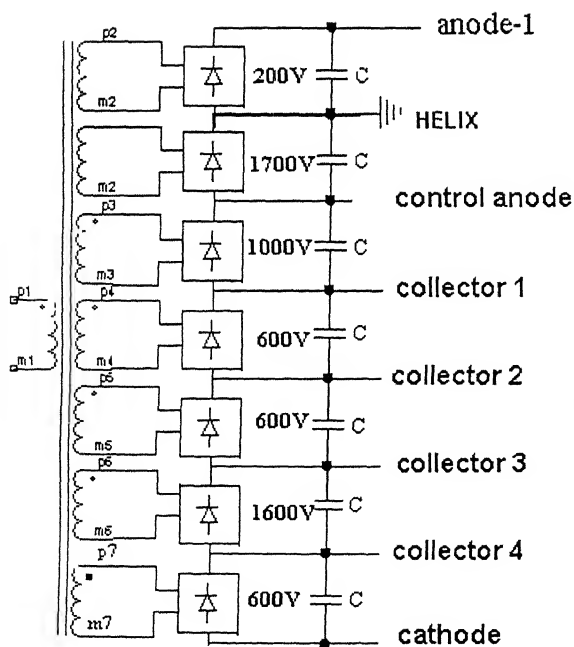 anode-1
p2
200V C
m2
HELIX
m2
1700V C
control anode
p3
1000V C
m3
p1 p4
collector 1
600V C
m1 m4
collector 2
p5
600V C
m5
collector 3
p6
1600V C
m6
collector 4
p7
600V C
m7
cathode